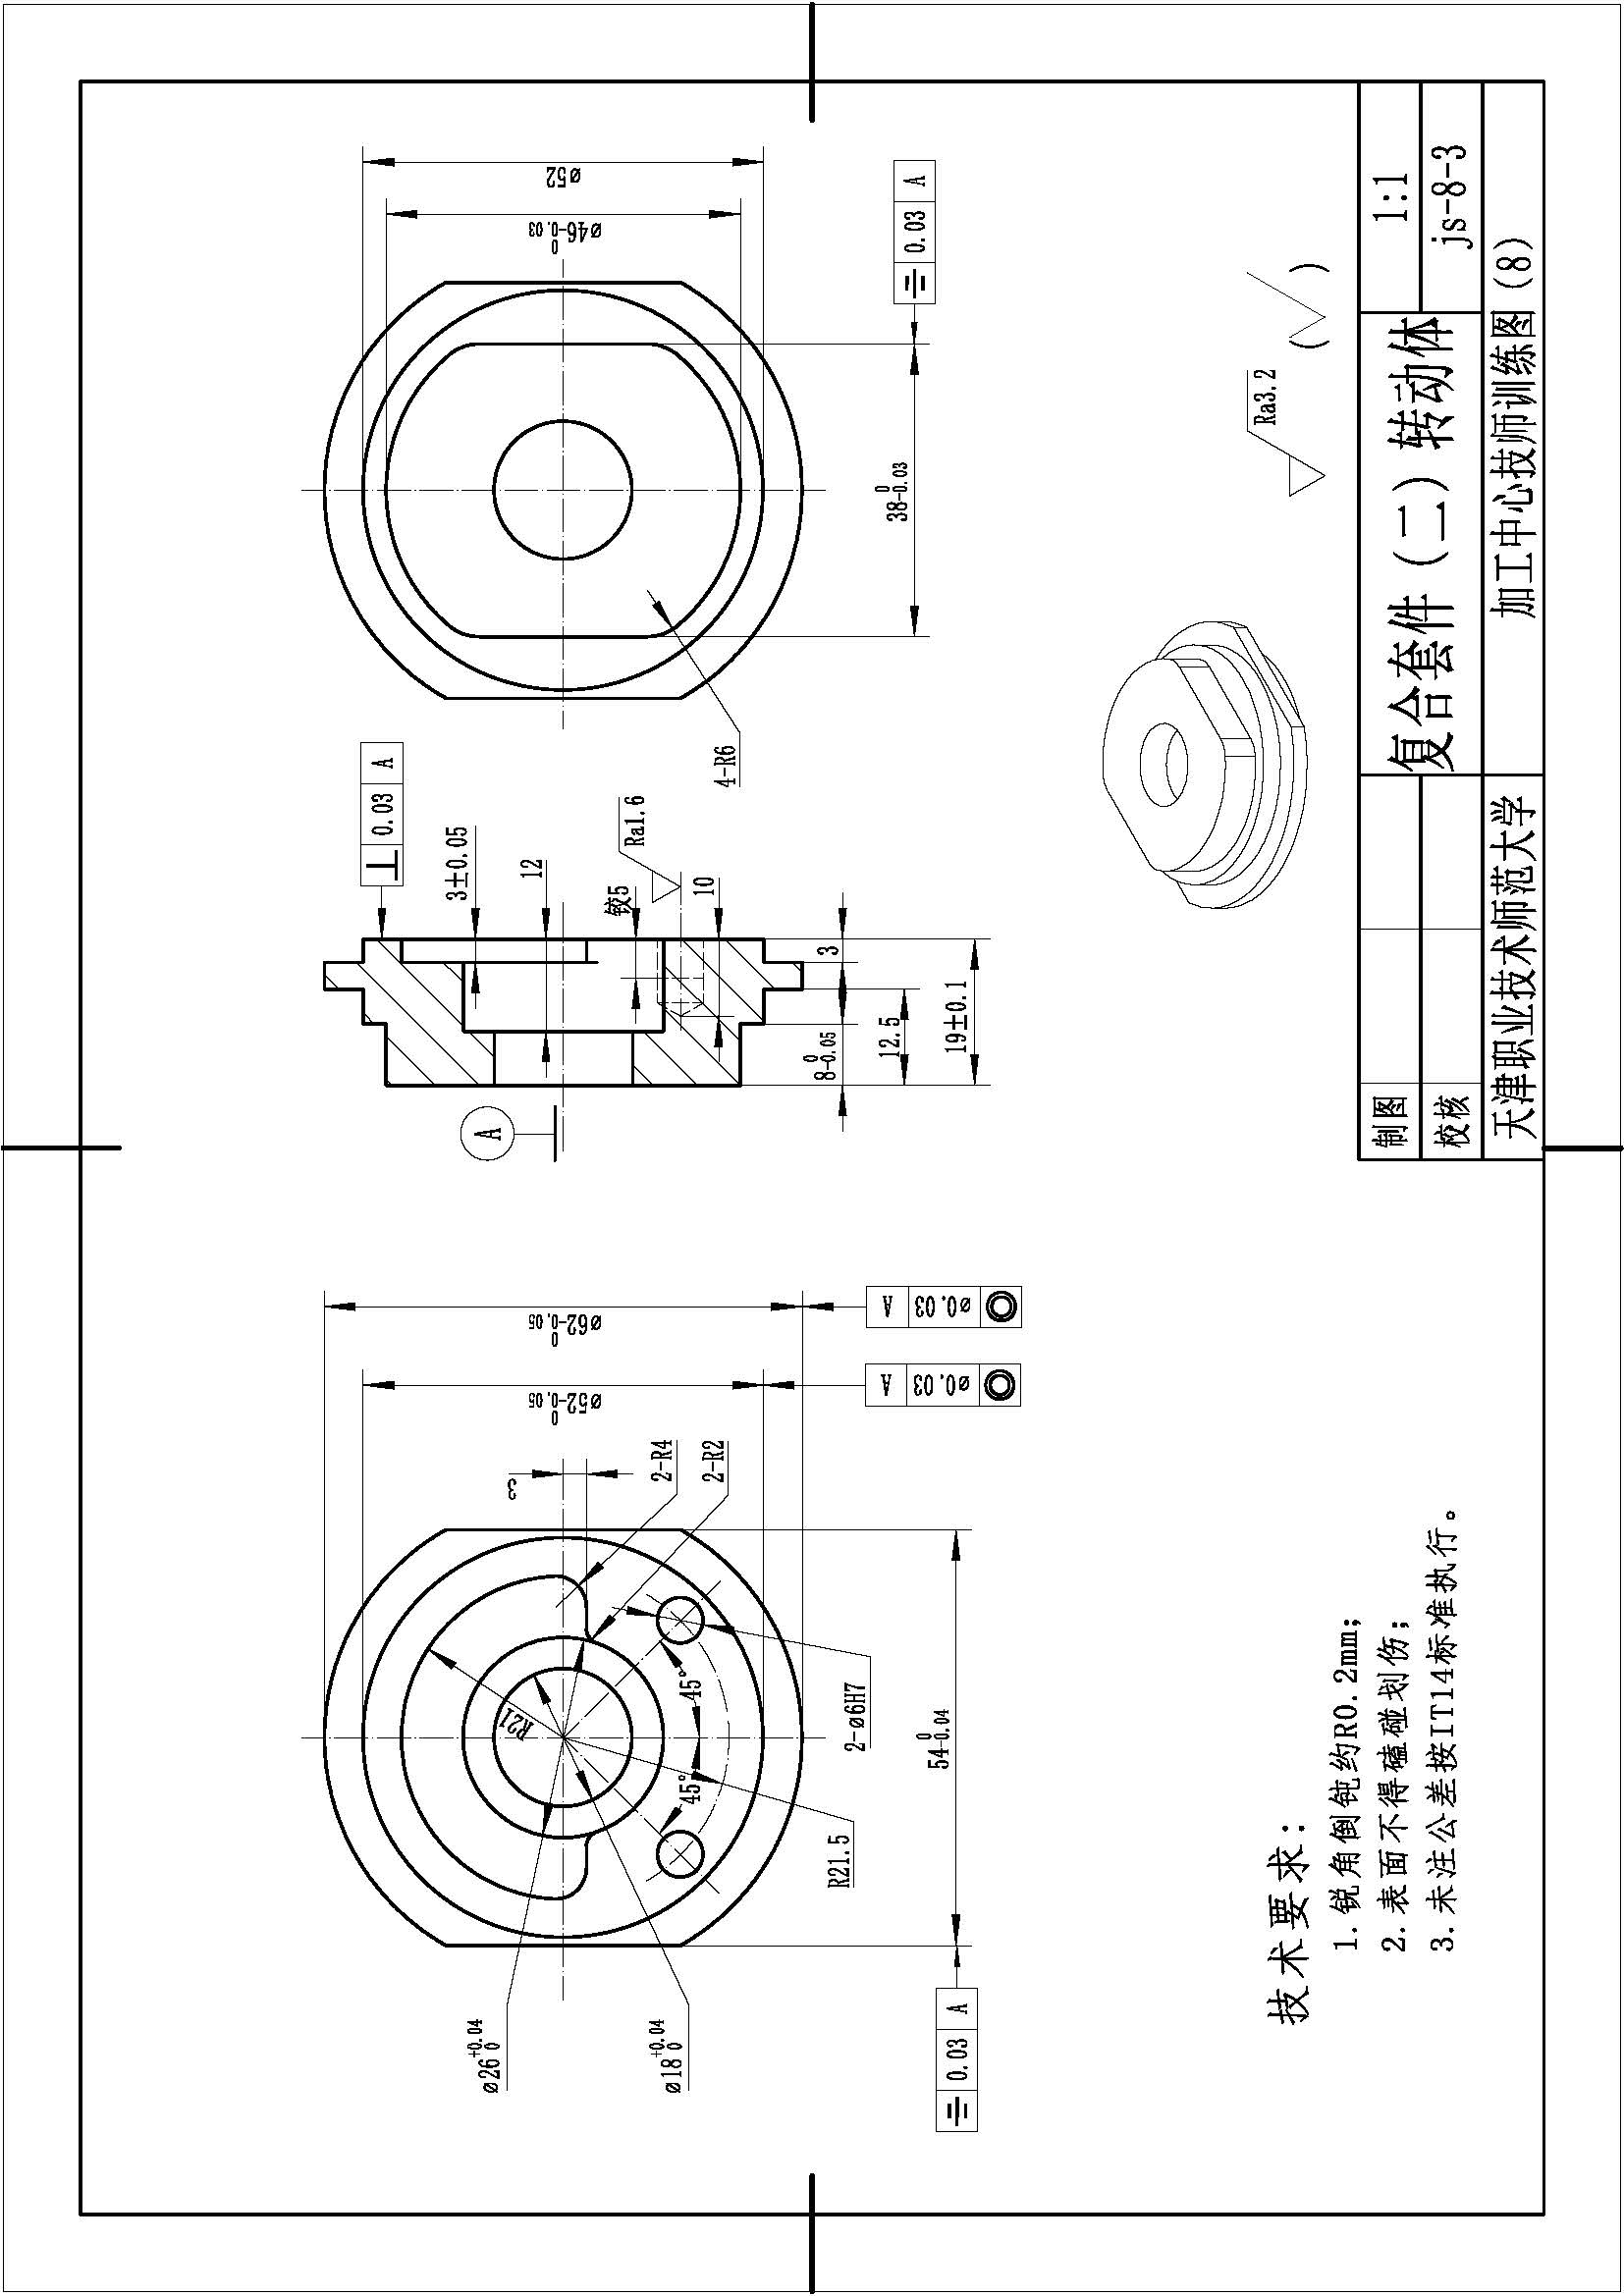 ø62 0 -0.05
ø52 0 -0.05
◎ ø0.03 A
◎ ø0.03 A
3
2-R4
2-R2
R21
45°
45°
2-ø6H7
R21.5
54 0 -0.04
ø26 +0.04 0
ø18 +0.04 0
⌯ 0.03 A
A
⊥ 0.03 A
3±0.05
12
铰5
Ra1.6
10
3
8 0 -0.05
12.5
19±0.1
ø52
ø46 0 -0.03
⌯ 0.03 A
38 0 -0.03
4-R6
Ra3.2
(
)
技术要求:
1.锐角倒钝约R0.2mm;
2.表面不得磕碰划伤;
3.未注公差按IT14标准执行。
制图
校核
复合套件(二)转动体
1:1
js-8-3
天津职业技术师范大学
加工中心技师训练图(8)